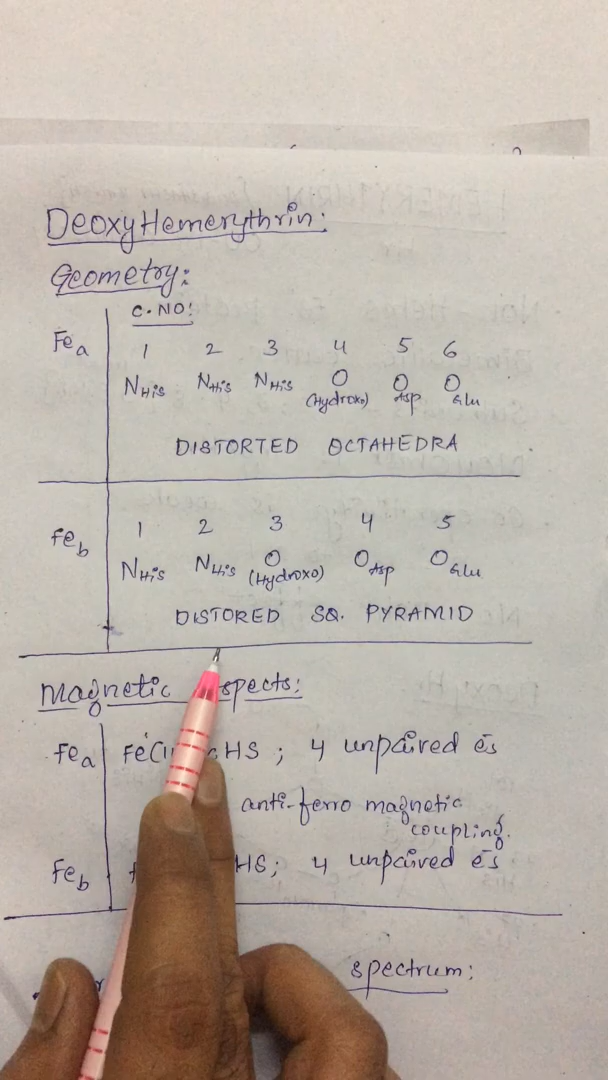 DeoxyHemerythrin:
Geometry:
C.NO:
Fea 1 2 3 4 5 6
NHis NHis NHis O(Hydroxo) OAsp OGlu
DISTORTED OCTAHEDRA
Feb 1 2 3 4 5
NHis NHis O(Hydroxo) OAsp OGlu
DISTORED SQ. PYRAMID
Magnetic spects:
Fea HS ; 4 unpaired es
anti-ferro magnetic
coupling.
Feb HS; 4 unpaired es
spectrum: